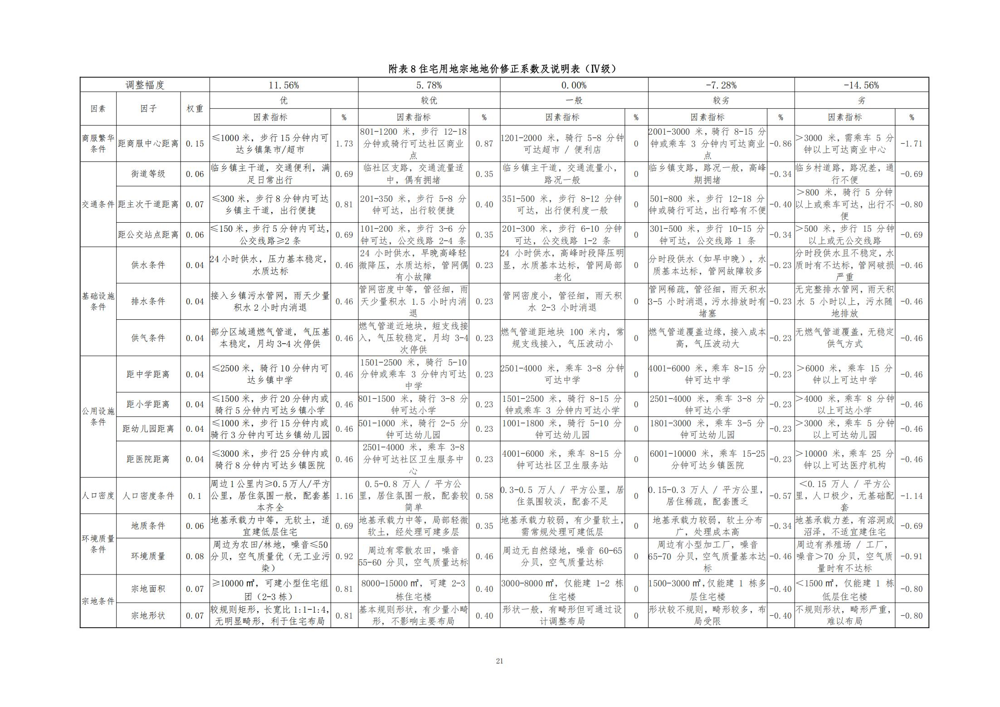 附表 8 住宅用地宗地地价修正系数及说明表（Ⅳ级）
调整幅度 11.56% 5.78% 0.00% -7.28% -14.56%
因素 因子 权重 优 较优 一般 较劣 劣
因素指标 % 因素指标 % 因素指标 % 因素指标 % 因素指标 %
商服繁华条件 距商服中心距离 0.15 ≤1000 米，步行 15 分钟内可达乡镇集市/超市 1.73 801-1200 米，步行 12-18 分钟或骑行可达社区商业点 0.87 1201-2000 米，骑行 5-8 分钟可达超市 / 便利店 0 2001-3000 米，骑行 8-15 分钟或乘车 3 分钟内可达商业点 -0.86 ＞3000 米，需乘车 5 分钟以上可达商业中心 -1.71
交通条件 街道等级 0.06 临乡镇主干道，交通便利，满足日常出行 0.69 临社区支路，交通流量适中，偶有拥堵 0.35 临乡镇主干道，交通流量小，路况一般 0 临乡镇支路，路况一般，高峰期拥堵 -0.34 临乡村道路，路况差，通行不便 -0.69
距主次干道距离 0.07 ≤300 米，步行 8 分钟内可达乡镇主干道，出行便捷 0.81 201-350 米，步行 5-8 分钟可达，出行较便捷 0.40 351-500 米，步行 8-12 分钟可达，出行便利度一般 0 501-800 米，步行 12-18 分钟或骑行可达，出行略有不便 -0.40 ＞800 米，骑行 5 分钟以上或乘车可达，出行不便 -0.80
距公交站点距离 0.06 ≤150 米，步行 5 分钟内可达，公交线路≥2 条 0.69 101-200 米，步行 3-6 分钟可达，公交线路 2-4 条 0.35 201-300 米，步行 6-10 分钟可达，公交线路 1-2 条 0 301-500 米，步行 10-15 分钟可达，公交线路 1 条 -0.34 ＞500 米，步行 15 分钟以上或无公交线路 -0.69
基础设施条件 供水条件 0.04 24 小时供水，压力基本稳定，水质达标 0.46 24 小时供水，早晚高峰轻微降压，水质达标，管网偶有小故障 0.23 24 小时供水，高峰时段降压明显，水质基本达标，管网局部老化 0 分时段供水（如早中晚），水质基本达标，管网故障较多 -0.23 分时段供水且不稳定，水质时有不达标，管网破损严重 -0.46
排水条件 0.04 接入乡镇污水管网，雨天少量积水 2 小时内消退 0.46 管网密度中等，管径细，雨天少量积水 1.5 小时内消退 0.23 管网密度小，管径细，雨天积水 2-3 小时消退 0 管网稀疏，管径细，雨天积水 3-5 小时消退，污水排放时有堵塞 -0.23 无完整排水管网，雨天积水 5 小时以上，污水随地排放 -0.46
供气条件 0.04 部分区域通燃气管道，气压基本稳定，月均 3-4 次停供 0.46 燃气管道近地块，短支线接入，气压较稳定，月均 3-4 次停供 0.23 燃气管道距地块 100 米内，常规支线接入，气压波动小 0 燃气管道覆盖边缘，接入成本高，气压波动大 -0.23 无燃气管道覆盖，无稳定供气方式 -0.46
公用设施条件 距中学距离 0.04 ≤2500 米，骑行 10 分钟内可达乡镇中学 0.46 1501-2500 米，骑行 5-10 分钟或乘车 3 分钟内可达中学 0.23 2501-4000 米，乘车 3-8 分钟可达中学 0 4001-6000 米，乘车 8-15 分钟可达中学 -0.23 ＞6000 米，乘车 15 分钟以上可达中学 -0.46
距小学距离 0.04 ≤1500 米，步行 20 分钟内或骑行 5 分钟内可达乡镇小学 0.46 801-1500 米，骑行 3-8 分钟可达小学 0.23 1501-2500 米，骑行 8-15 分钟或乘车 3 分钟内可达小学 0 2501-4000 米，乘车 3-8 分钟可达小学 -0.23 ＞4000 米，乘车 8 分钟以上可达小学 -0.46
距幼儿园距离 0.04 ≤1000 米，步行 15 分钟内或骑行 3 分钟内可达乡镇幼儿园 0.46 501-1000 米，骑行 2-5 分钟可达幼儿园 0.23 1001-1800 米，骑行 5-10 分钟可达幼儿园 0 1801-3000 米，乘车 3-5 分钟可达幼儿园 -0.23 ＞3000 米，乘车 5 分钟以上可达幼儿园 -0.46
距医院距离 0.04 ≤3000 米，步行 25 分钟内或骑行 8 分钟内可达乡镇医院 0.46 2501-4000 米，乘车 3-8 分钟可达社区卫生服务中心 0.23 4001-6000 米，乘车 8-15 分钟可达社区卫生服务站 0 6001-10000 米，乘车 15-25 分钟可达乡镇医院 -0.23 ＞10000 米，乘车 25 分钟以上可达医疗机构 -0.46
人口密度 人口密度条件 0.1 周边 1 公里内≥0.5 万人/平方公里，居住氛围一般，配套基本齐全 1.16 0.5-0.8 万人 / 平方公里，居住氛围一般，配套较简单 0.58 0.3-0.5 万人 / 平方公里，居住氛围较淡，配套不足 0 0.15-0.3 万人 / 平方公里，居住稀疏，配套匮乏 -0.57 ＜0.15 万人 / 平方公里，人口极少，无基础配套 -1.14
环境质量条件 地质条件 0.06 地基承载力中等，无软土，适宜建低层住宅 0.69 地基承载力中等，局部轻微软土，经处理可建多层 0.35 地基承载力较弱，有少量软土，需常规处理可建低层 0 地基承载力较弱，软土分布广，处理成本高 -0.34 地基承载力差，有溶洞或沼泽，不适宜建住宅 -0.69
环境质量 0.08 周边为农田/林地，噪音≤50 分贝，空气质量优（无工业污染） 0.92 周边有零散农田，噪音 55-60 分贝，空气质量达标 0.46 周边无自然绿地，噪音 60-65 分贝，空气质量达标 0 周边有小型加工厂，噪音 65-70 分贝，空气质量基本达标 -0.46 周边有养殖场 / 工厂，噪音＞70 分贝，空气质量时有不达标 -0.91
宗地条件 宗地面积 0.07 ≥10000 ㎡，可建小型住宅组团（2-3 栋） 0.81 8000-15000 ㎡，可建 2-3 栋住宅楼 0.40 3000-8000 ㎡，仅能建 1-2 栋住宅楼 0 1500-3000 ㎡，仅能建 1 栋多层住宅楼 -0.40 ＜1500 ㎡，仅能建 1 栋低层住宅楼 -0.80
宗地形状 0.07 较规则矩形，长宽比 1:1-1:4，无明显畸形，利于住宅布局 0.81 基本规则形状，有少量小畸形，不影响主要布局 0.40 形状一般，有畸形但可通过设计调整布局 0 形状较不规则，畸形较多，布局受限 -0.40 不规则形状，畸形严重，难以布局 -0.80
21